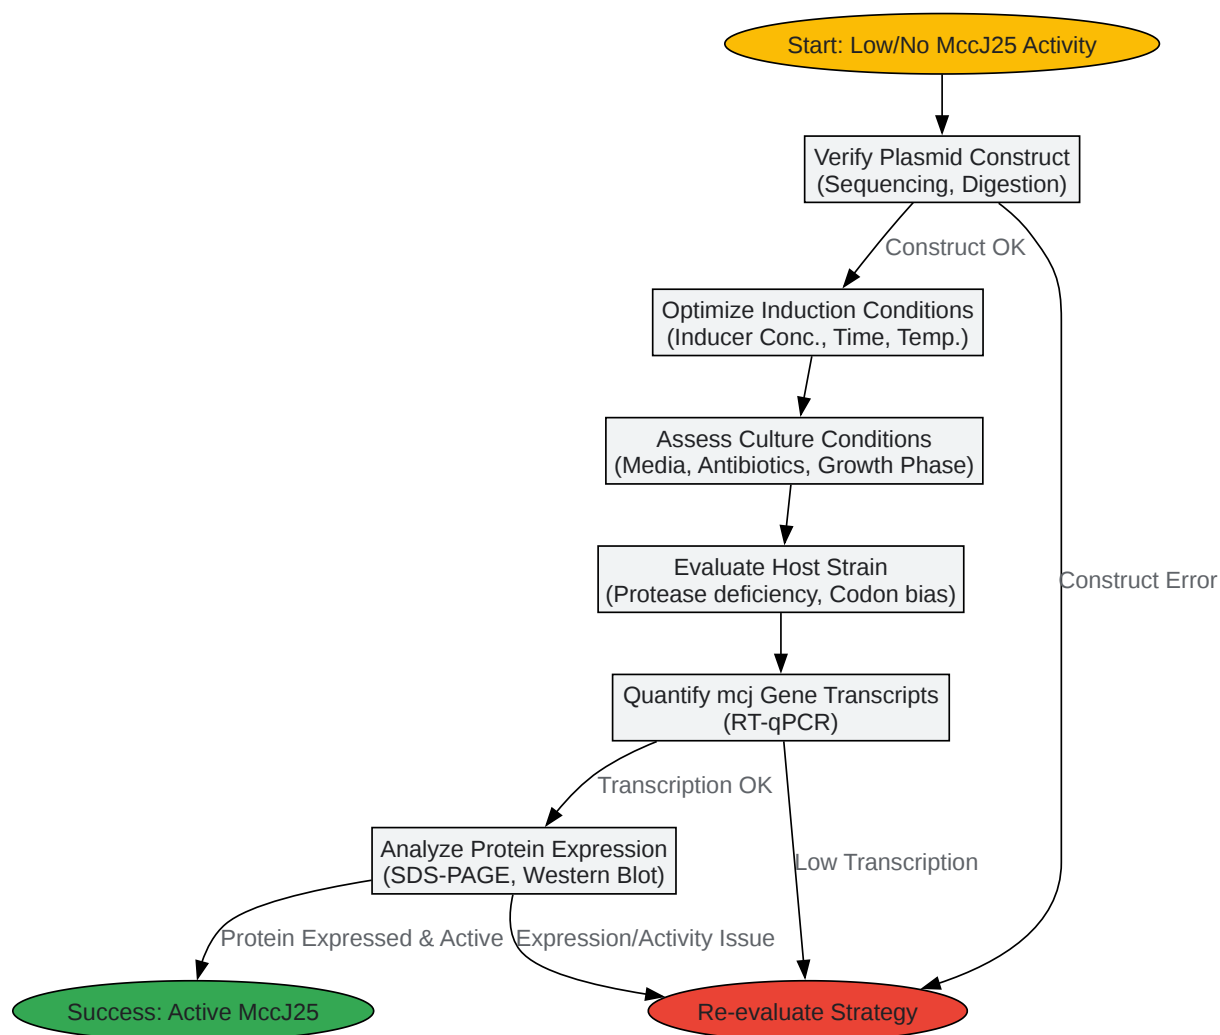 Start: Low/No MccJ25 Activity
Verify Plasmid Construct
(Sequencing, Digestion)
Construct OK
Optimize Induction Conditions
(Inducer Conc., Time, Temp.)
Assess Culture Conditions
(Media, Antibiotics, Growth Phase)
Evaluate Host Strain
(Protease deficiency, Codon bias)
Construct Error
Quantify mcj Gene Transcripts
(RT-qPCR)
Transcription OK
Analyze Protein Expression
(SDS-PAGE, Western Blot)
Low Transcription
Protein Expressed & Active
Expression/Activity Issue
Success: Active MccJ25
Re-evaluate Strategy